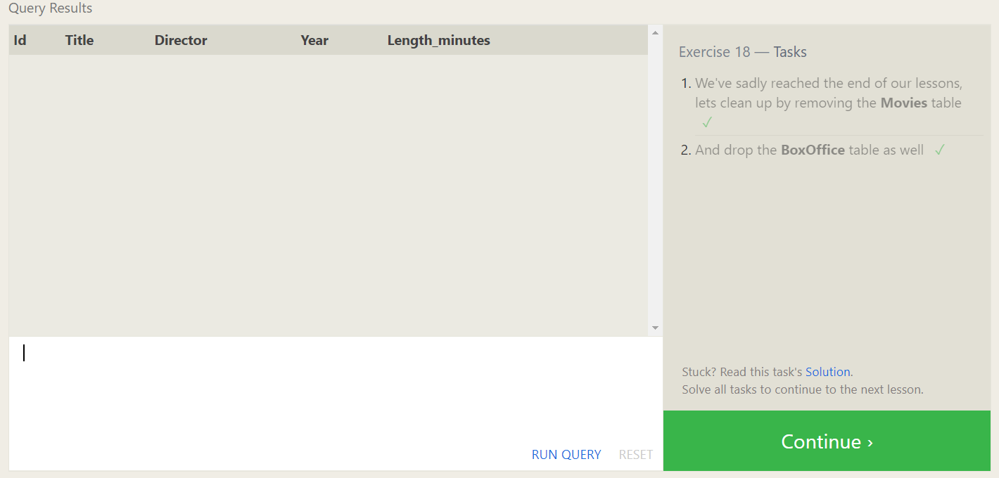 Query Results
Id Title Director Year Length_minutes
Exercise 18 — Tasks
1. We've sadly reached the end of our lessons,
lets clean up by removing the Movies table
✓
2. And drop the BoxOffice table as well ✓
Stuck? Read this task's Solution.
Solve all tasks to continue to the next lesson.
RUN QUERY RESET
Continue ›